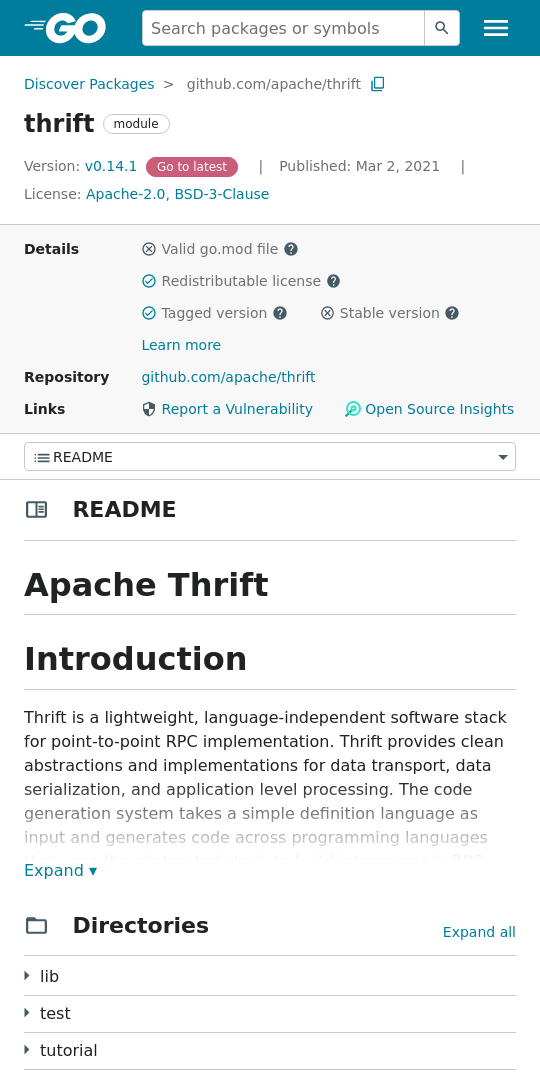 GO
Search packages or symbols
Discover Packages > github.com/apache/thrift
thrift module
Version: v0.14.1 Go to latest | Published: Mar 2, 2021 |
License: Apache-2.0, BSD-3-Clause
Details Valid go.mod file
Redistributable license
Tagged version Stable version
Learn more
Repository github.com/apache/thrift
Links Report a Vulnerability Open Source Insights
README
README
Apache Thrift
Introduction
Thrift is a lightweight, language-independent software stack
for point-to-point RPC implementation. Thrift provides clean
abstractions and implementations for data transport, data
serialization, and application level processing. The code
generation system takes a simple definition language as
input and generates code across programming languages
Expand ▾
Directories Expand all
lib
test
tutorial